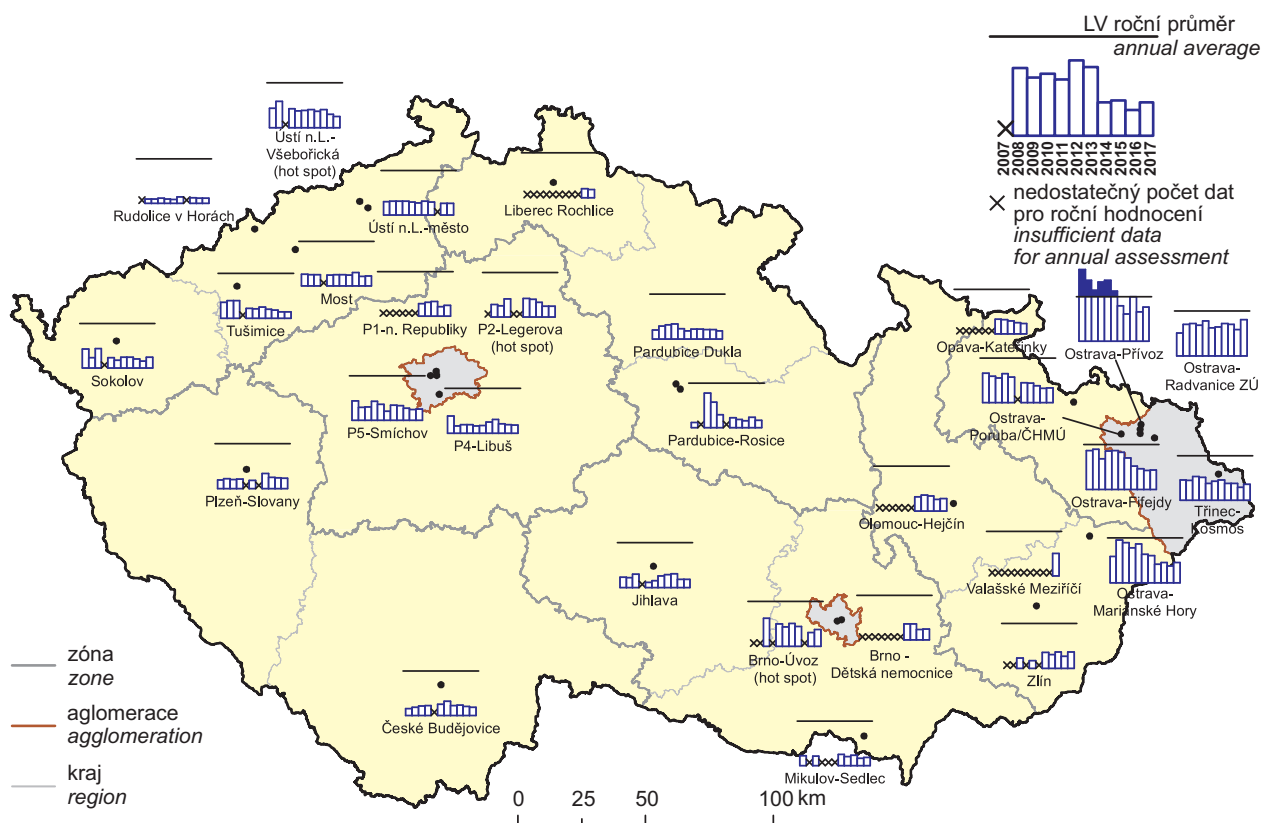 LV roční průměr
annual average
2007
2008
2009
2010
2011
2012
2013
2014
2015
2016
2017
nedostatečný počet dat
pro roční hodnocení
insufficient data
for annual assessment
Ústí n.L.-
Všebořická
(hot spot)
Rudolice v Horách
Ústí n.L.-město
Liberec Rochlice
Most
Tušimice
P1-n. Republiky
P2-Legerova
(hot spot)
Pardubice Dukla
Opava-Kateřinky
Ostrava-Přívoz
Ostrava-
Radvanice ZÚ
Sokolov
P5-Smíchov
P4-Libuš
Pardubice-Rosice
Ostrava-
Poruba/ČHMÚ
Plzeň-Slovany
Ostrava-Fifejdy
Třinec-
Kosmos
Olomouc-Hejčín
Jihlava
Valašské Meziříčí
Ostrava-
Mariánské Hory
Brno-Úvoz
(hot spot)
Brno -
Dětská nemocnice
Zlín
České Budějovice
Mikulov-Sedlec
zóna
zone
aglomerace
agglomeration
kraj
region
0 25 50 100 km